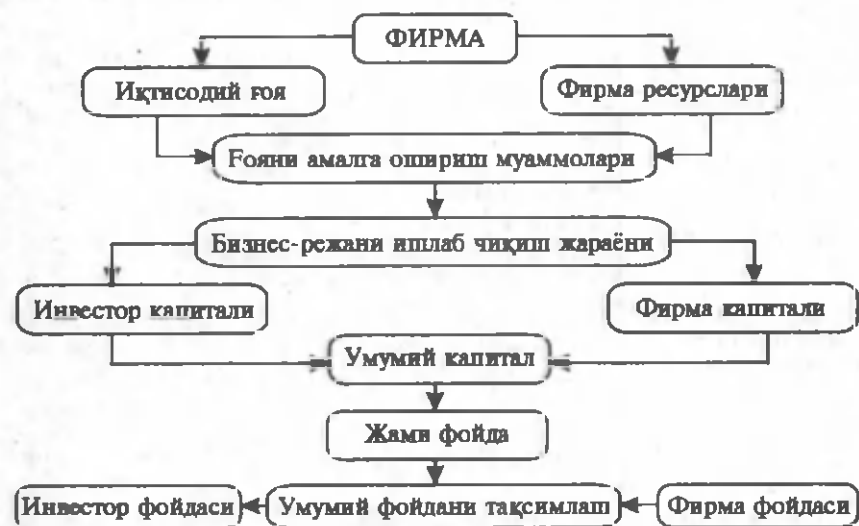 ФИРМА
Иқтисодий ғоя
Фирма ресурслари
Ғояни амалга ошириш муаммолари
Бизнес-режани ишлаб чиқиш жараёни
Инвестор капитали
Фирма капитали
Умумий капитал
Жами фойда
Инвестор фойдаси
Умумий фойдани тақсимлаш
Фирма фойдаси